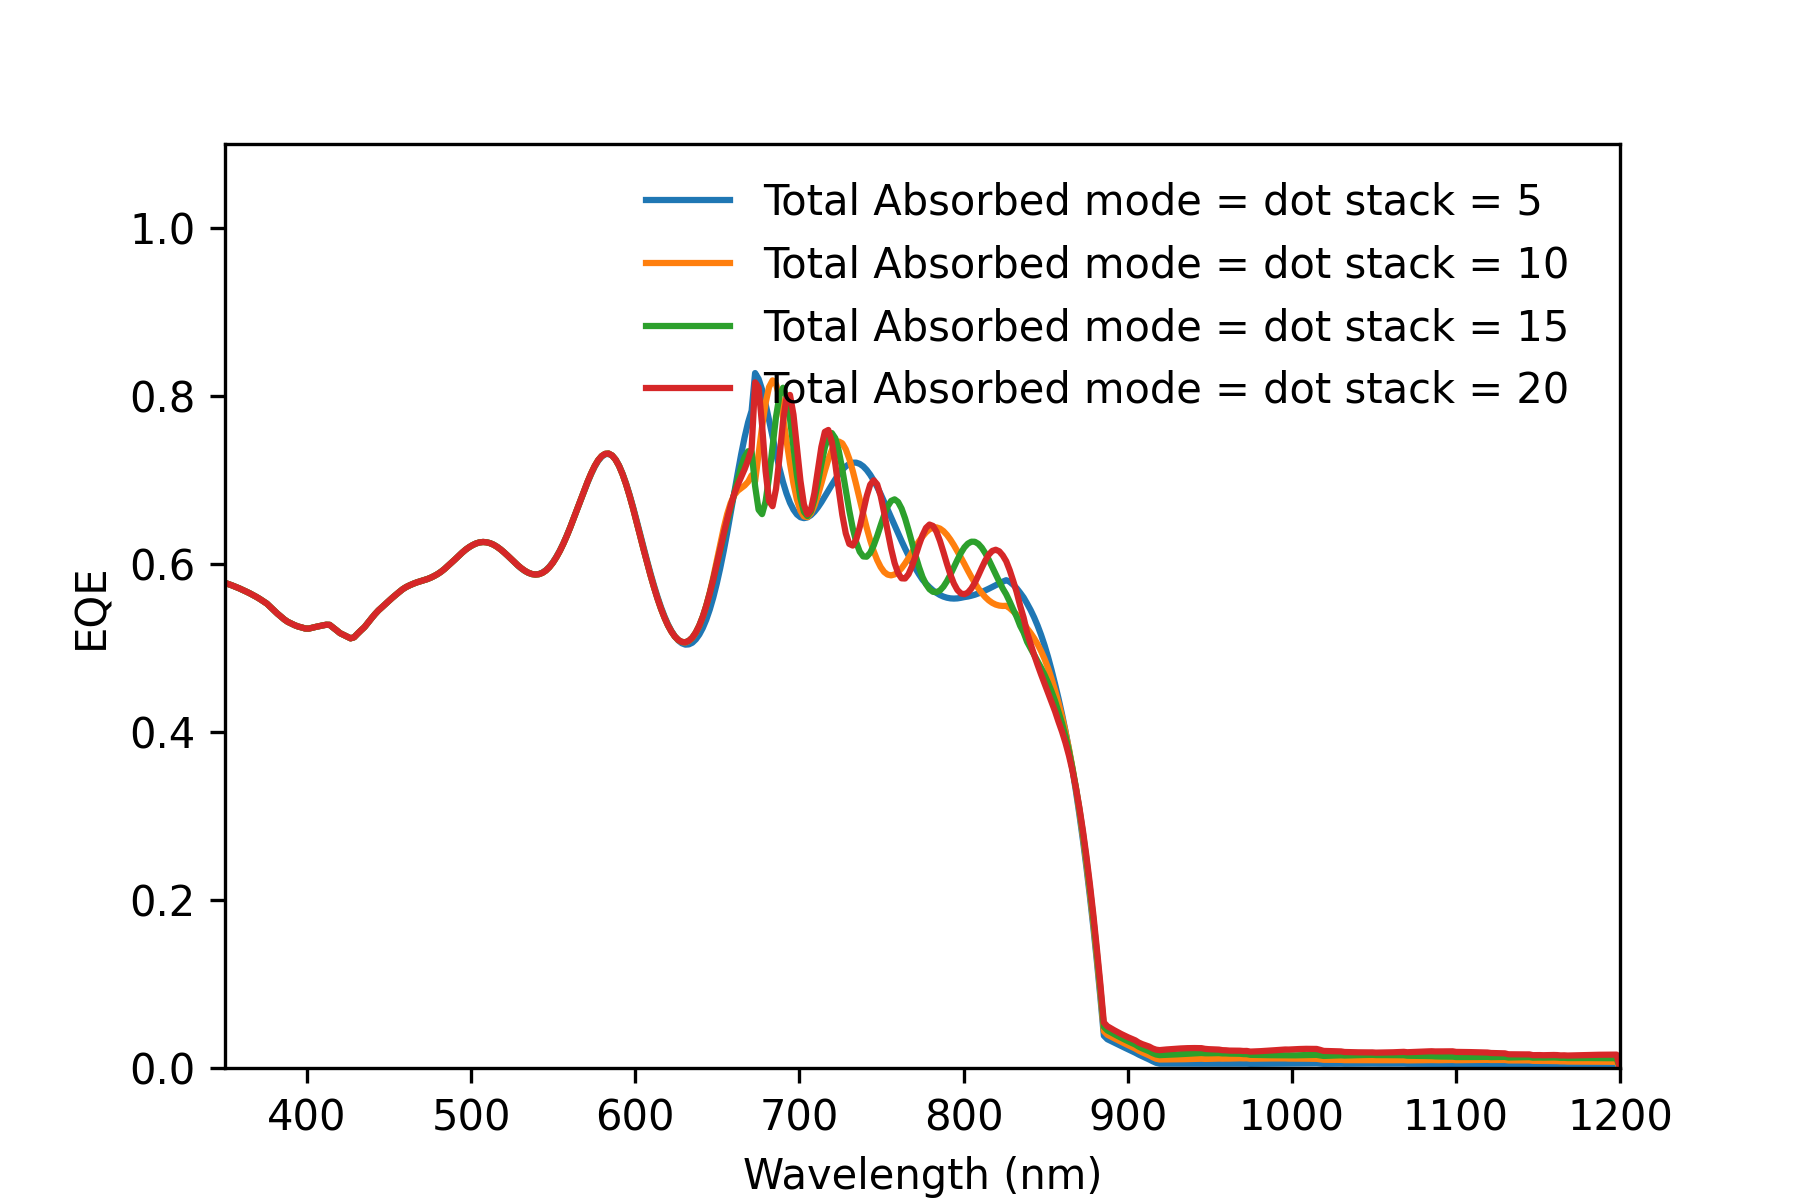 Total Absorbed mode = dot stack = 5
Total Absorbed mode = dot stack = 10
Total Absorbed mode = dot stack = 15
Total Absorbed mode = dot stack = 20
EQE
1.0
0.8
0.6
0.4
0.2
0.0
400 500 600 700 800 900 1000 1100 1200
Wavelength (nm)